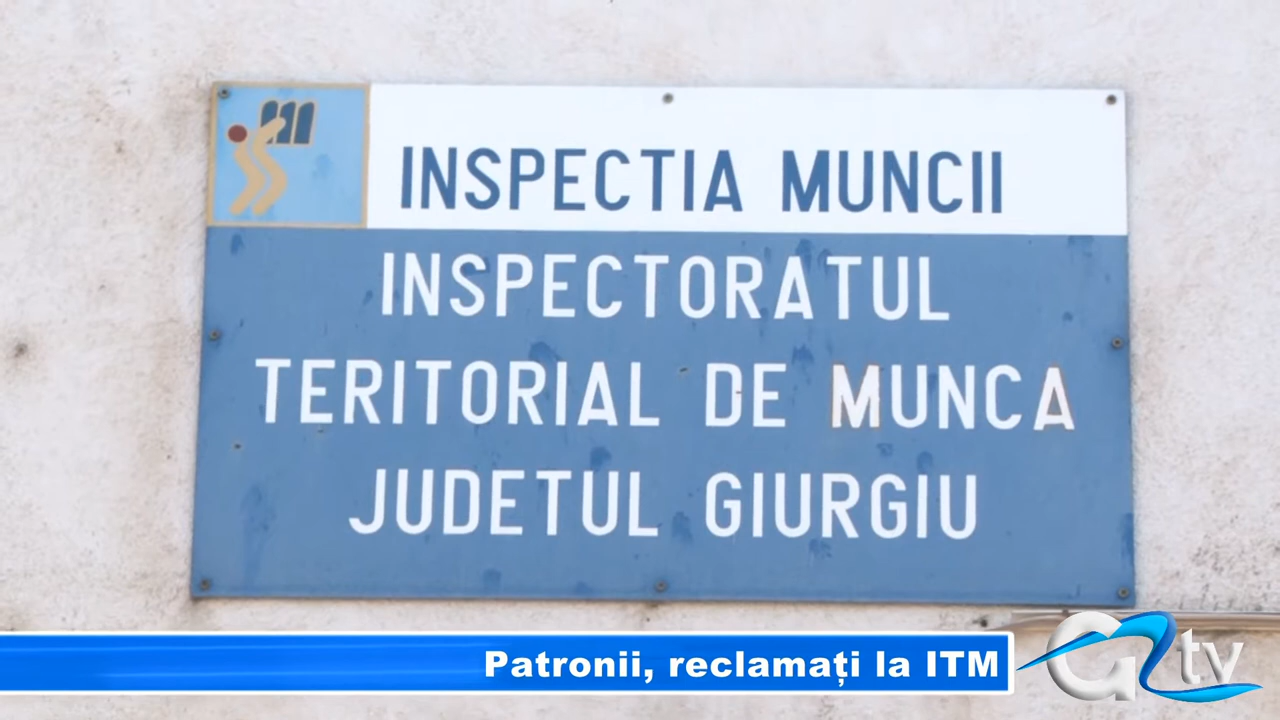 INSPECTIA MUNCII
INSPECTORATUL
TERITORIAL DE MUNCA
JUDETUL GIURGIU
Patronii, reclamați la ITM
G tv